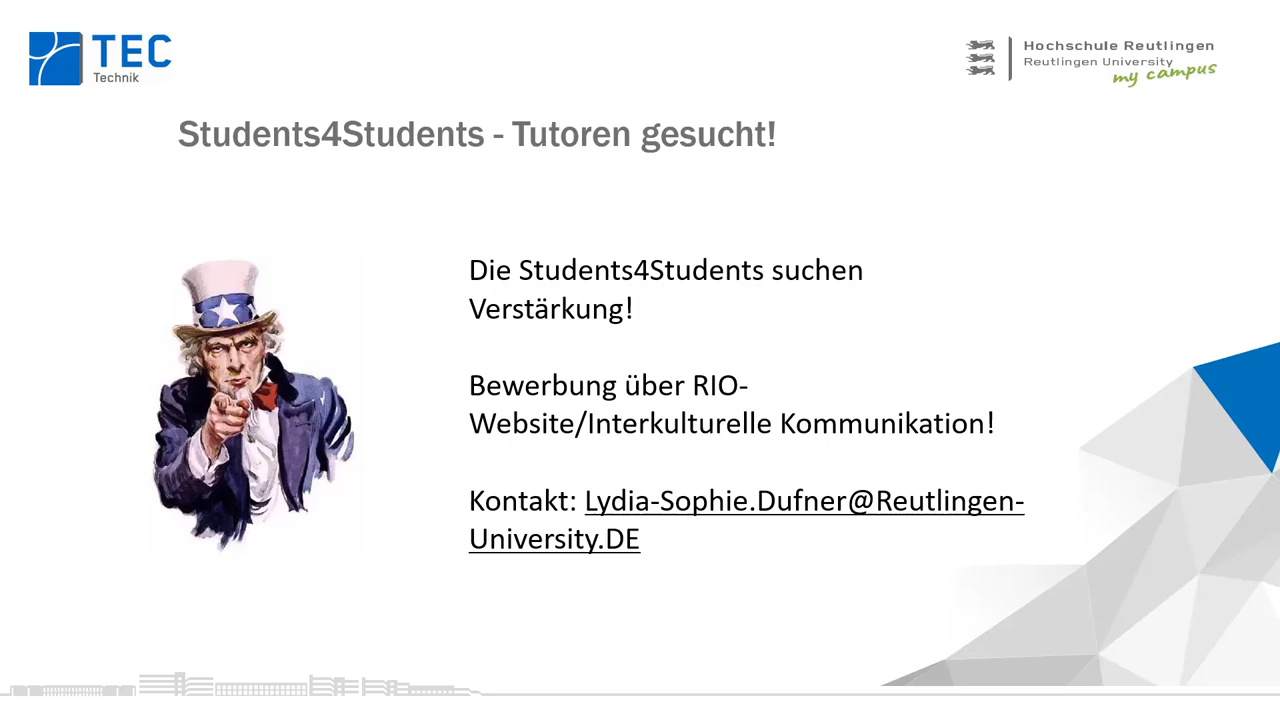 TEC
Technik
Hochschule Reutlingen
Reutlingen University
my campus
Students4Students - Tutoren gesucht!
Die Students4Students suchen
Verstärkung!
Bewerbung über RIO-
Website/Interkulturelle Kommunikation!
Kontakt: Lydia-Sophie.Dufner@Reutlingen-
University.DE